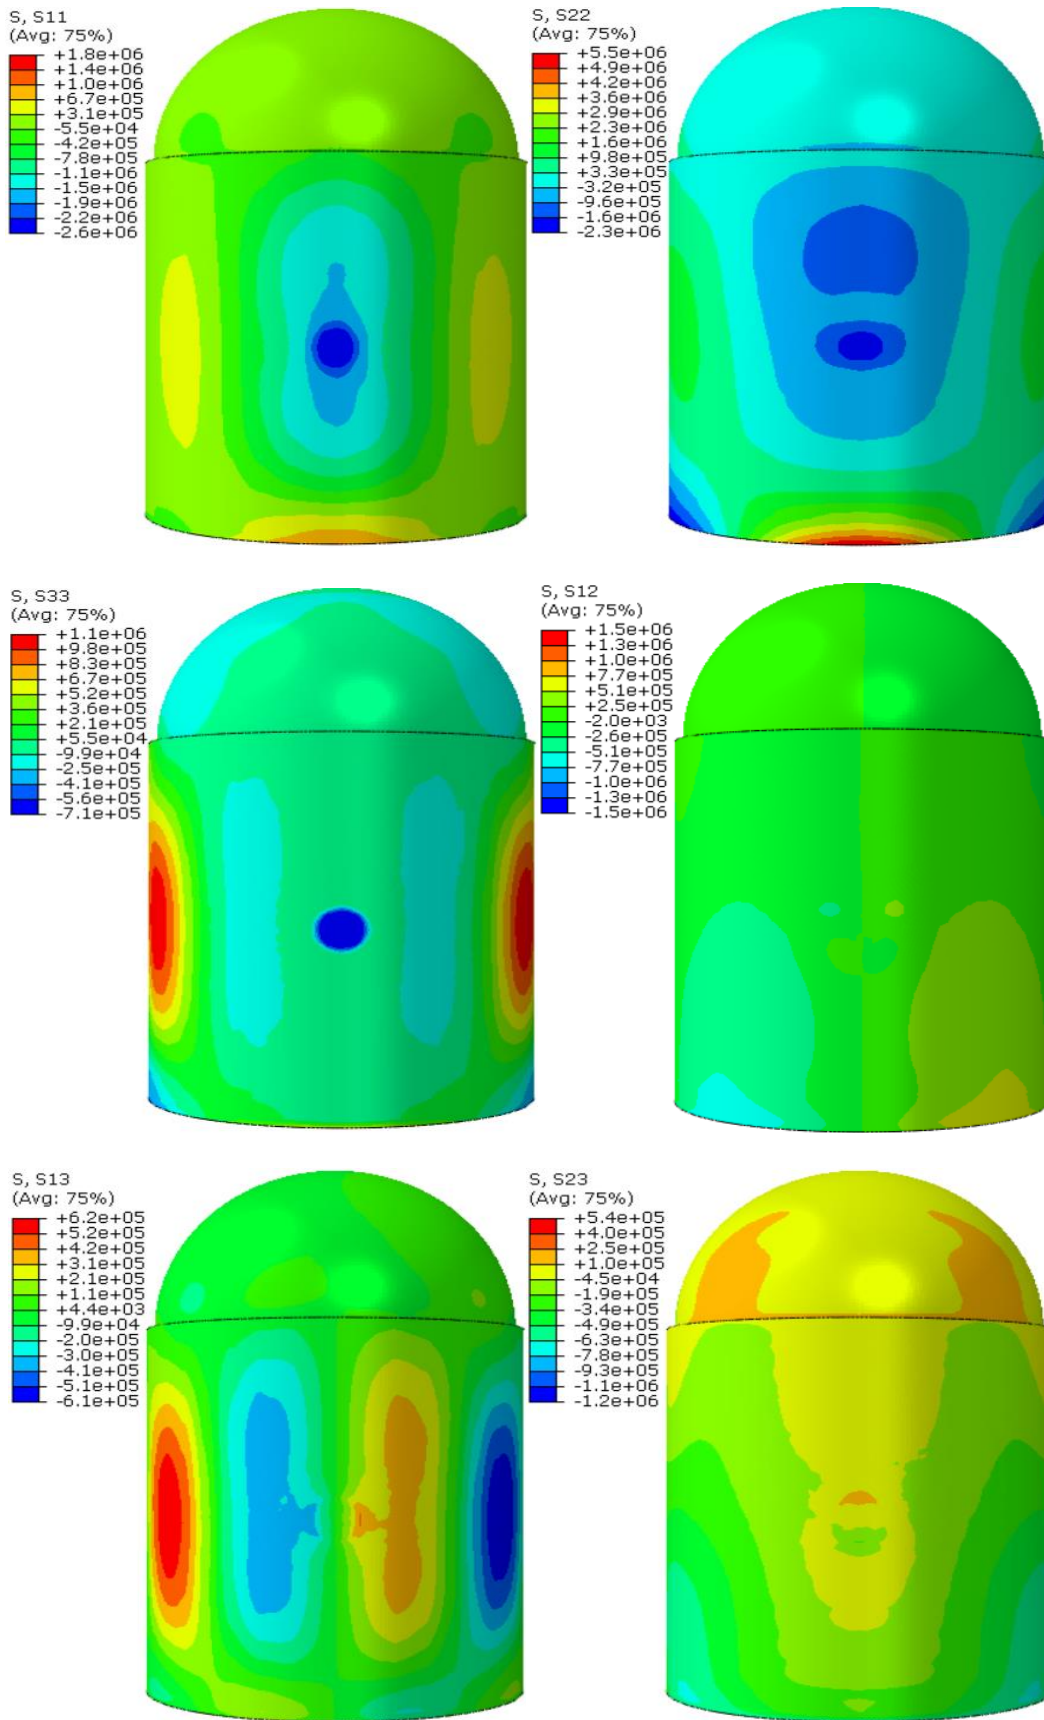 S, S11
(Avg: 75%)
+1.8e+06
+1.4e+06
+1.0e+06
+6.7e+05
+3.1e+05
-5.5e+04
-4.2e+05
-7.8e+05
-1.1e+06
-1.5e+06
-1.9e+06
-2.2e+06
-2.6e+06
S, S22
(Avg: 75%)
+5.5e+06
+4.9e+06
+4.2e+06
+3.6e+06
+2.9e+06
+2.3e+06
+1.6e+06
+9.8e+05
+3.3e+05
-3.2e+05
-9.6e+05
-1.6e+06
-2.3e+06
S, S33
(Avg: 75%)
+1.1e+06
+9.8e+05
+8.3e+05
+6.7e+05
+5.2e+05
+3.6e+05
+2.1e+05
+5.5e+04
-9.9e+04
-2.5e+05
-4.1e+05
-5.6e+05
-7.1e+05
S, S12
(Avg: 75%)
+1.5e+06
+1.3e+06
+1.0e+06
+7.7e+05
+5.1e+05
+2.5e+05
-2.0e+03
-2.6e+05
-5.1e+05
-7.7e+05
-1.0e+06
-1.3e+06
-1.5e+06
S, S13
(Avg: 75%)
+6.2e+05
+5.2e+05
+4.2e+05
+3.1e+05
+2.1e+05
+1.1e+05
+4.4e+03
-9.9e+04
-2.0e+05
-3.0e+05
-4.1e+05
-5.1e+05
-6.1e+05
S, S23
(Avg: 75%)
+5.4e+05
+4.0e+05
+2.5e+05
+1.0e+05
-4.5e+04
-1.9e+05
-3.4e+05
-4.9e+05
-6.3e+05
-7.8e+05
-9.3e+05
-1.1e+06
-1.2e+06